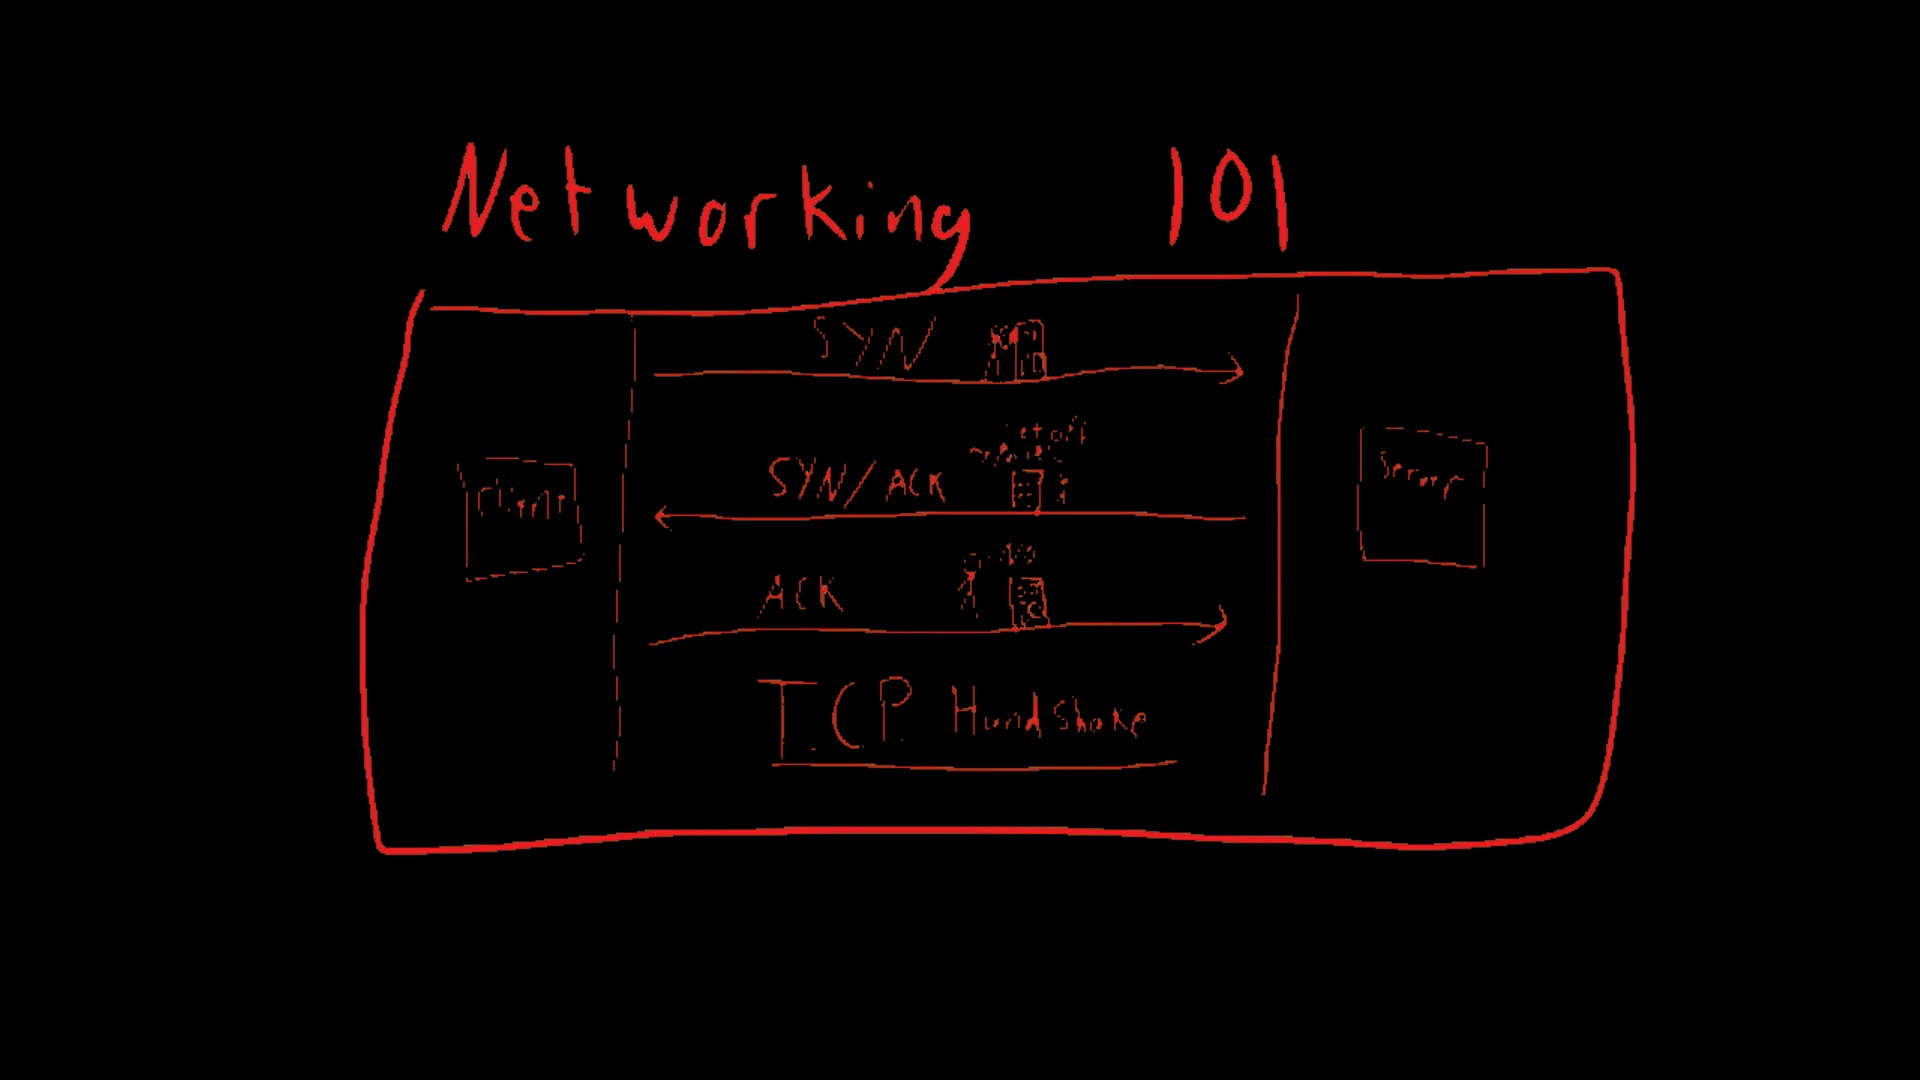 Networking 101
SYN
SYN/ACK
Client
Server
ACK
TCP Handshake